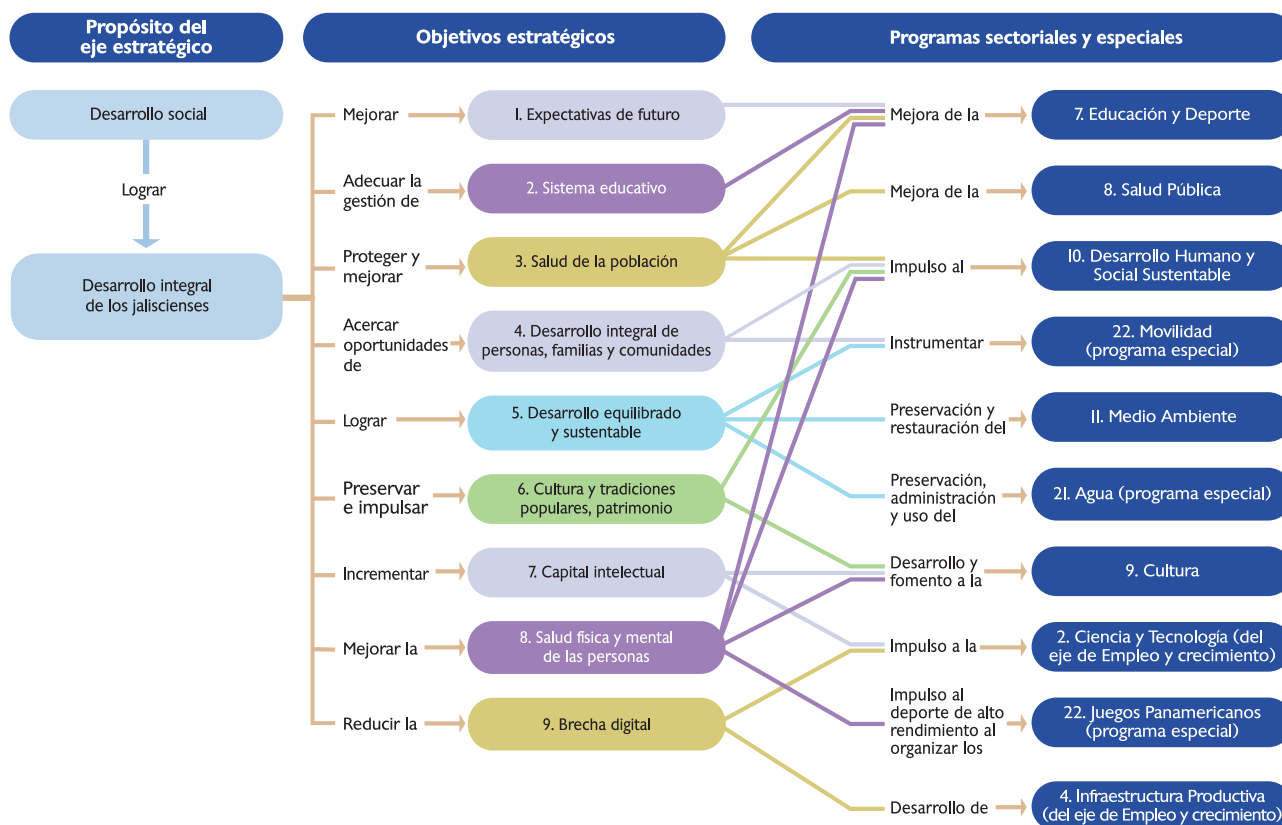 Propósito del
eje estratégico
Objetivos estratégicos
Programas sectoriales y especiales
Desarrollo social
Lograr
Desarrollo integral
de los jaliscienses
Mejorar
1. Expectativas de futuro
Adecuar la
gestión de
2. Sistema educativo
Proteger y
mejorar
3. Salud de la población
Acercar
oportunidades
de
4. Desarrollo integral de
personas, familias y comunidades
Lograr
5. Desarrollo equilibrado
y sustentable
Preservar
e impulsar
6. Cultura y tradiciones
populares, patrimonio
Incrementar
7. Capital intelectual
Mejorar la
8. Salud física y mental
de las personas
Reducir la
9. Brecha digital
Mejora de la
7. Educación y Deporte
Mejora de la
8. Salud Pública
Impulso al
10. Desarrollo Humano y
Social Sustentable
Instrumentar
22. Movilidad
(programa especial)
Preservación y
restauración del
11. Medio Ambiente
Preservación,
administración
y uso del
21. Agua (programa especial)
Desarrollo y
fomento a la
9. Cultura
Impulso a la
2. Ciencia y Tecnología (del
eje de Empleo y crecimiento)
Impulso al
deporte de alto
rendimiento al
organizar los
22. Juegos Panamericanos
(programa especial)
Desarrollo de
4. Infraestructura Productiva
(del eje de Empleo y crecimiento)